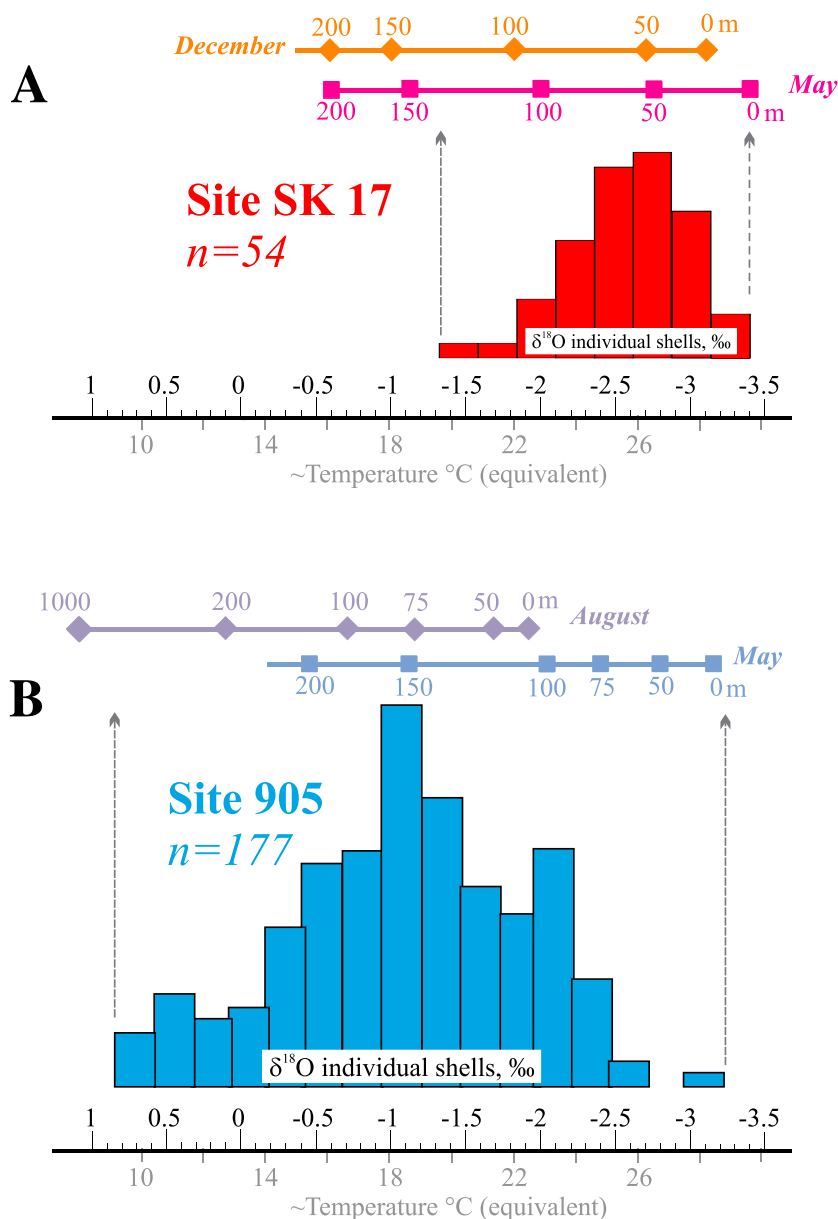 200 150 100 50 0 m
December
A
May
200 150 100 50 0 m
Site SK 17
n=54
δ¹⁸O individual shells, ‰
1 0.5 0 -0.5 -1 -1.5 -2 -2.5 -3 -3.5
10 14 18 22 26
~Temperature °C (equivalent)
1000 200 100 75 50 0 m
August
May
200 150 100 75 50 0 m
B
Site 905
n=177
δ¹⁸O individual shells, ‰
1 0.5 0 -0.5 -1 -1.5 -2 -2.5 -3 -3.5
10 14 18 22 26
~Temperature °C (equivalent)